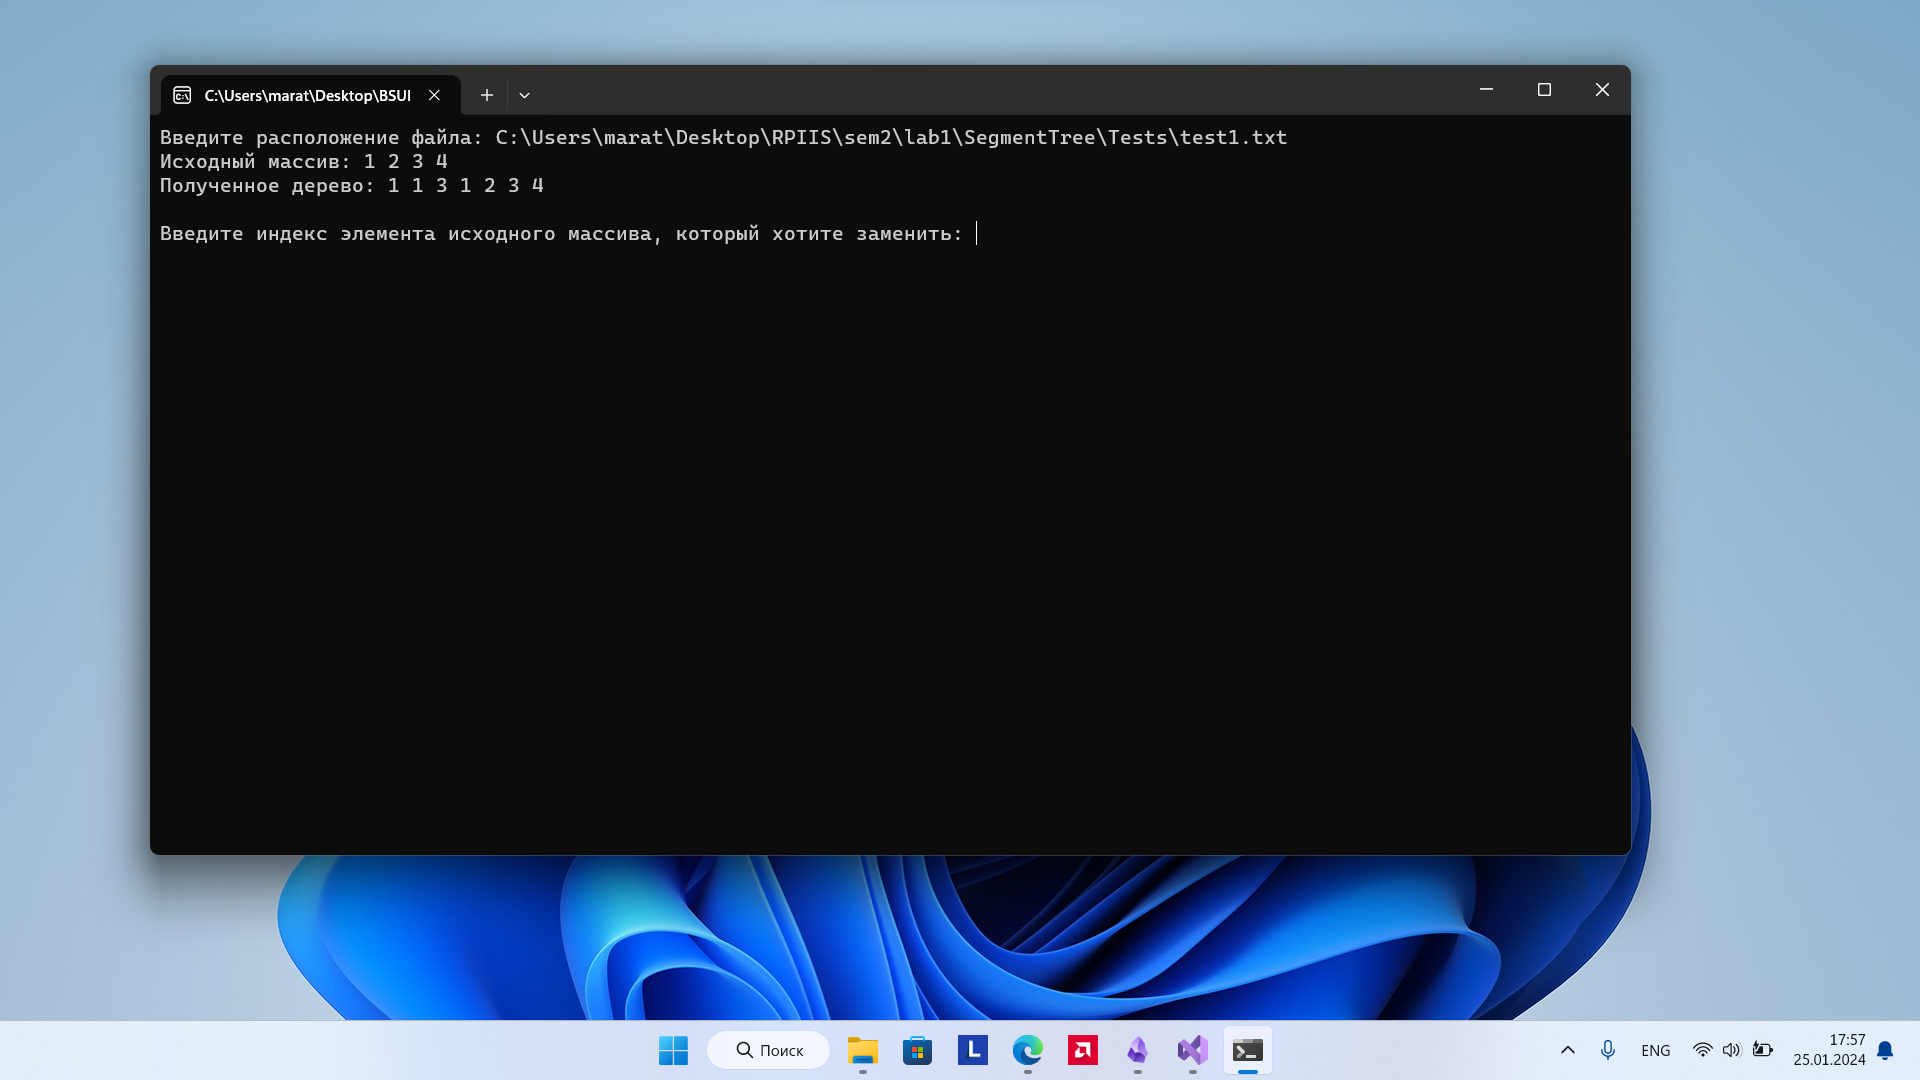 C:\Users\marat\Desktop\BSUI
Введите расположение файла: C:\Users\marat\Desktop\RPIIS\sem2\lab1\SegmentTree\Tests\test1.txt
Исходный массив: 1 2 3 4
Полученное дерево: 1 1 3 1 2 3 4
Введите индекс элемента исходного массива, который хотите заменить:
Поиск
L
ENG
17:57
25.01.2024